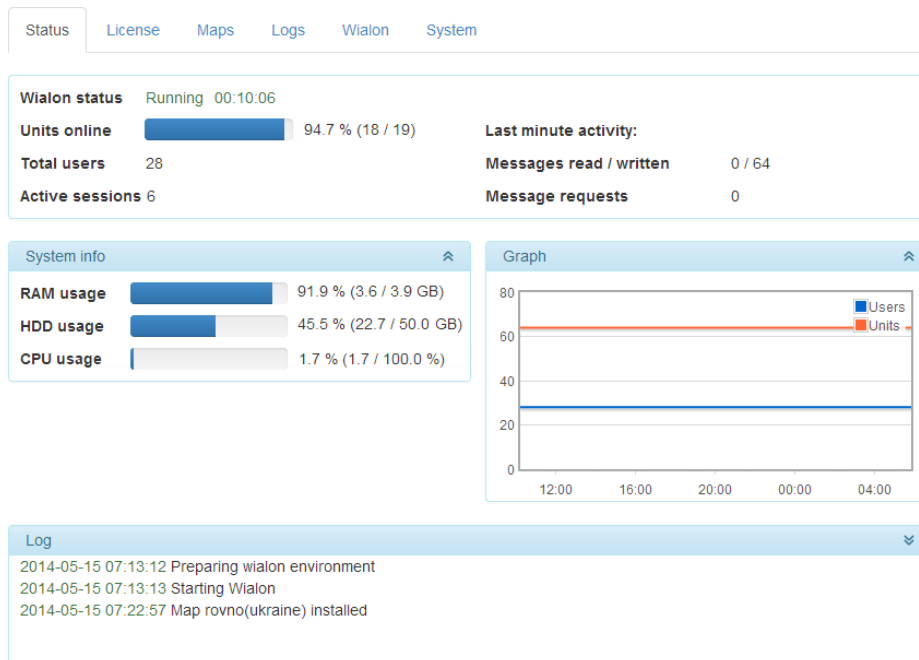 Status License Maps Logs Wialon System
Wialon status Running 00:10:06
Units online 94.7 % (18 / 19) Last minute activity:
Total users 28 Messages read / written 0 / 64
Active sessions 6 Message requests 0
System info
RAM usage 91.9 % (3.6 / 3.9 GB)
HDD usage 45.5 % (22.7 / 50.0 GB)
CPU usage 1.7 % (1.7 / 100.0 %)
Graph
80
60
40
20
0
Users
Units
12:00 16:00 20:00 00:00 04:00
Log
2014-05-15 07:13:12 Preparing wialon environment
2014-05-15 07:13:13 Starting Wialon
2014-05-15 07:22:57 Map rovno(ukraine) installed